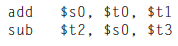 add $s0, $t0, $t1
sub $t2, $s0, $t3